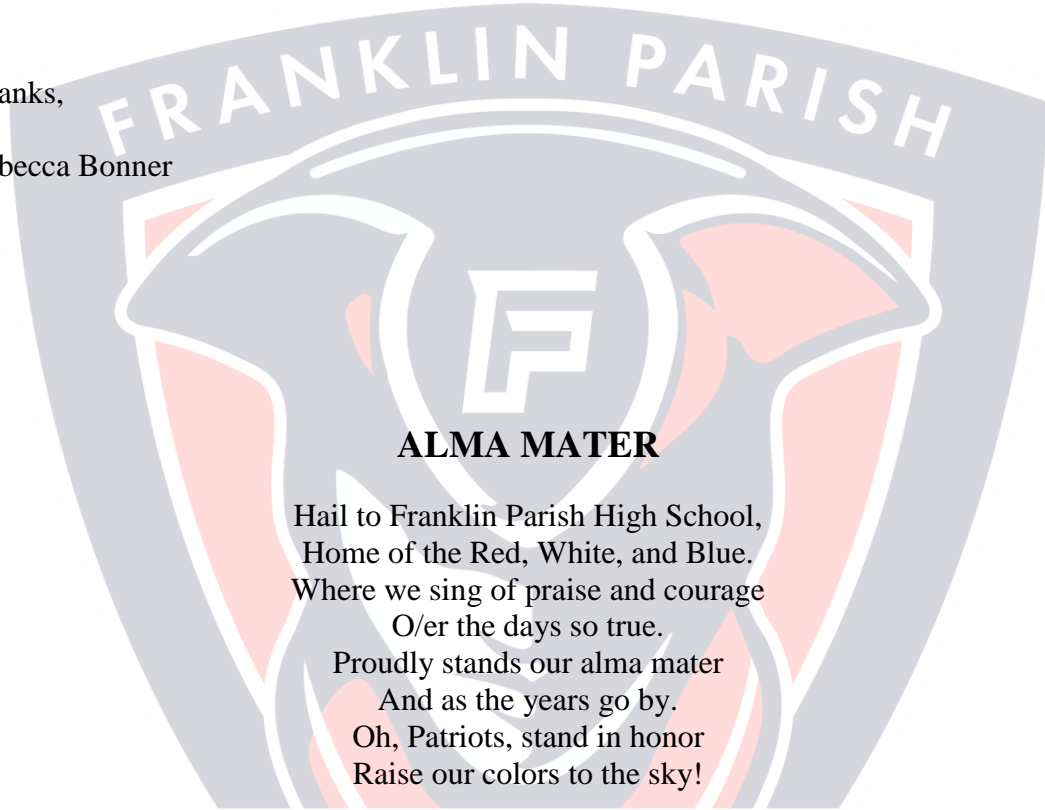 FRANKLIN PARISH
anks,
becca Bonner
F
ALMA MATER
Hail to Franklin Parish High School,
Home of the Red, White, and Blue.
Where we sing of praise and courage
O/er the days so true.
Proudly stands our alma mater
And as the years go by.
Oh, Patriots, stand in honor
Raise our colors to the sky!